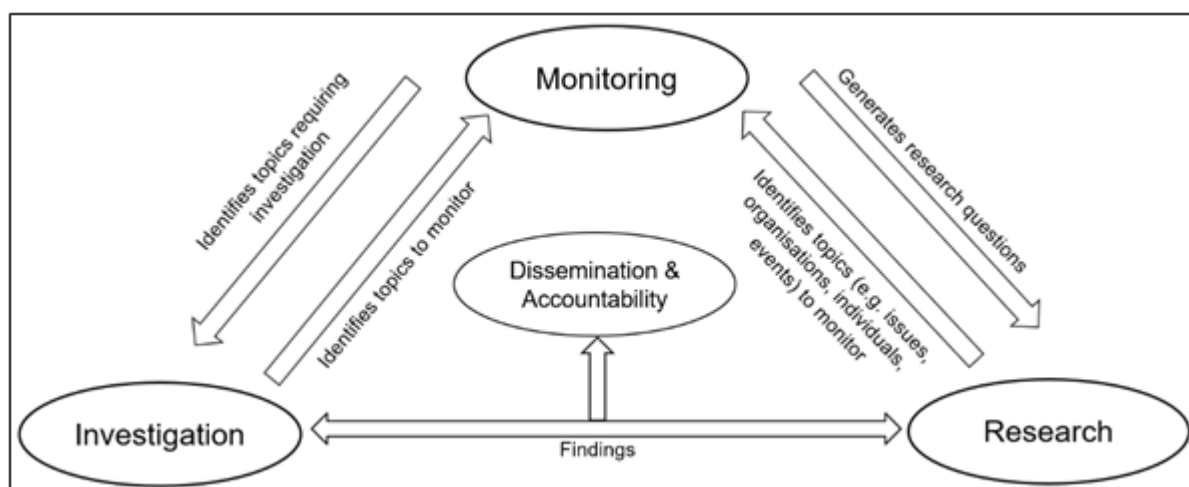 Monitoring
Identifies topics requiring
investigation
Identifies topics to monitor
Generates research questions
Identifies topics (e.g. issues,
organisations, individuals,
events) to monitor
Dissemination &
Accountability
Investigation
Findings
Research